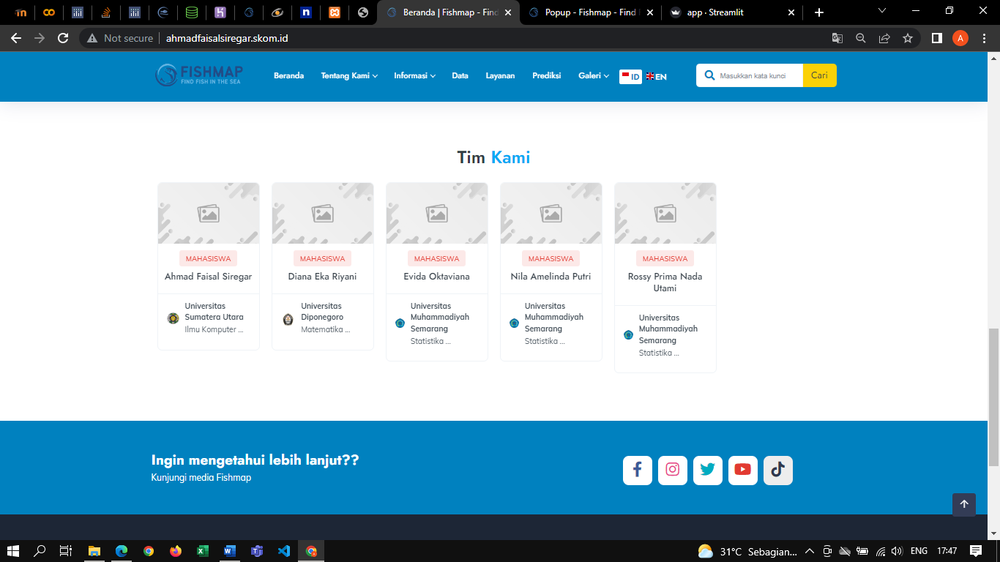 Beranda | Fishmap - Find
Popup - Fishmap - Find
app · Streamlit
Not secure
ahmadfaisalsiregar.skom.id
A
FISHMAP
FIND FISH IN THE SEA
Beranda
Tentang Kami
Informasi
Data
Layanan
Prediksi
Galeri
ID
EN
Masukkan kata kunci
Cari
Tim Kami
MAHASISWA
Ahmad Faisal Siregar
Universitas
Sumatera Utara
Ilmu Komputer ...
MAHASISWA
Diana Eka Riyani
Universitas
Diponegoro
Matematika ...
MAHASISWA
Evida Oktaviana
Universitas
Muhammadiyah
Semarang
Statistika ...
MAHASISWA
Nila Amelinda Putri
Universitas
Muhammadiyah
Semarang
Statistika ...
MAHASISWA
Rossy Prima Nada
Utami
Universitas
Muhammadiyah
Semarang
Statistika ...
Ingin mengetahui lebih lanjut??
Kunjungi media Fishmap
31°C Sebagian...
ENG
17:47